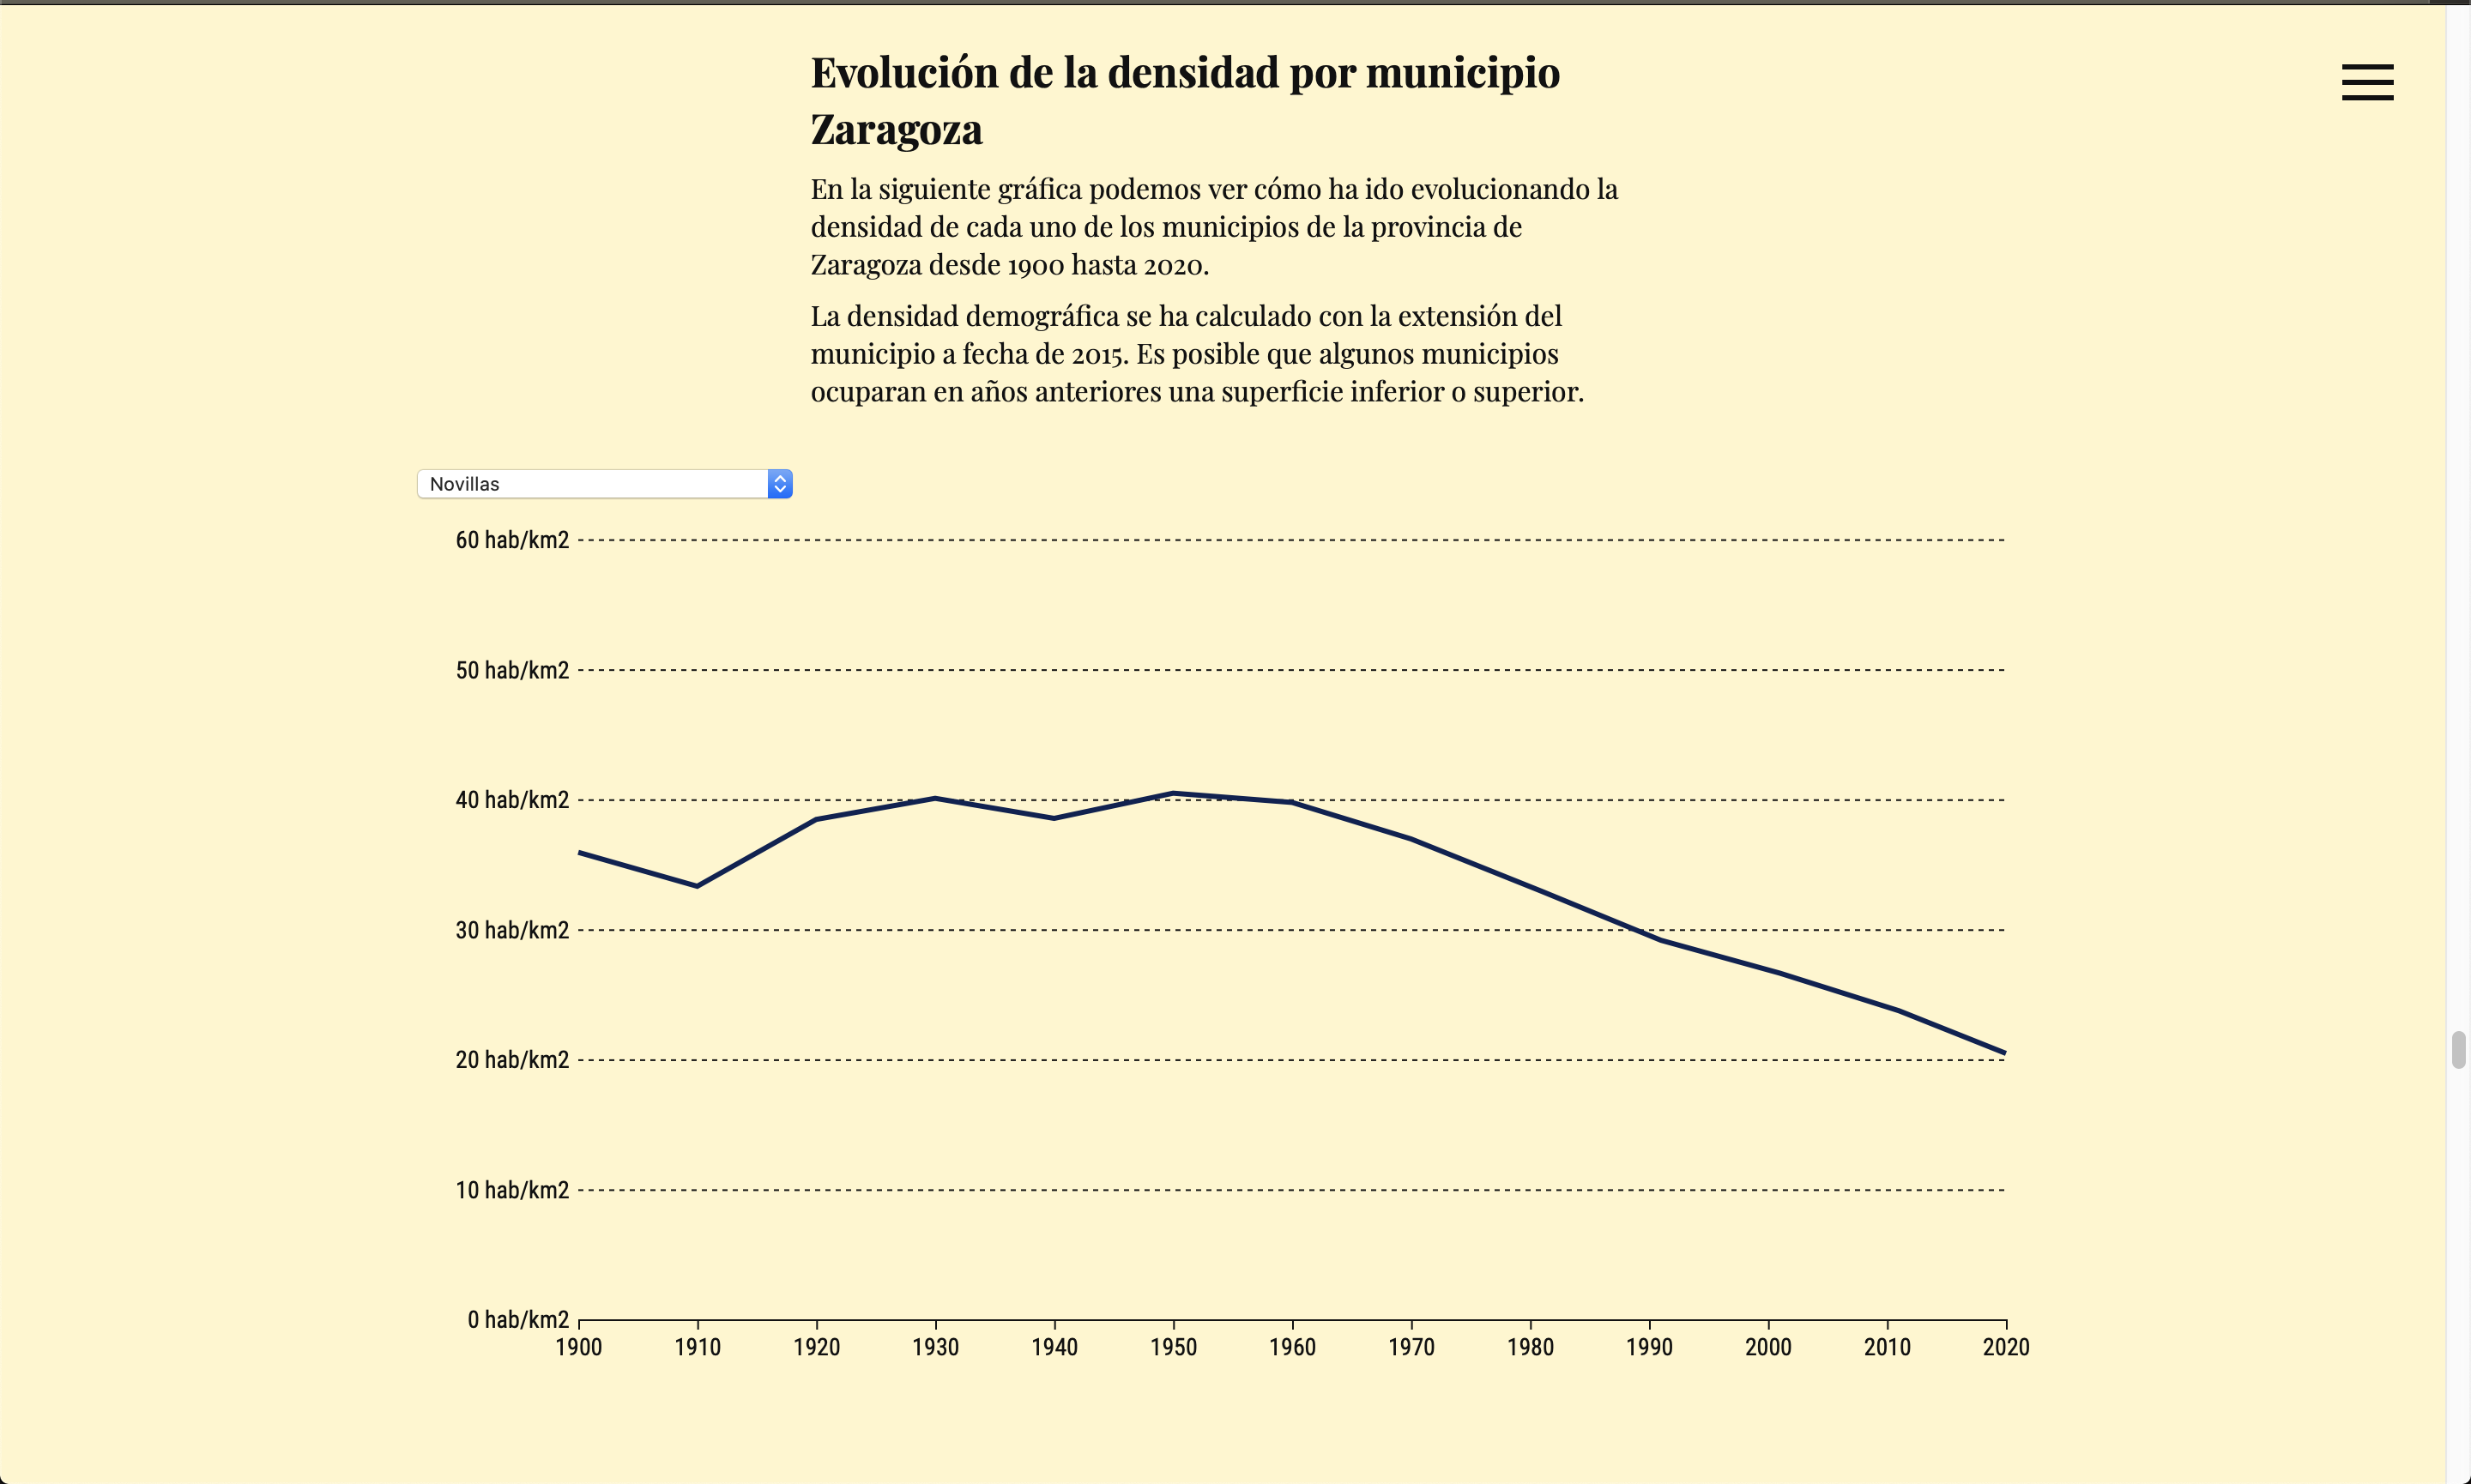 Evolución de la densidad por municipio
Zaragoza
En la siguiente gráfica podemos ver cómo ha ido evolucionando la
densidad de cada uno de los municipios de la provincia de
Zaragoza desde 1900 hasta 2020.
La densidad demográfica se ha calculado con la extensión del
municipio a fecha de 2015. Es posible que algunos municipios
ocuparan en años anteriores una superficie inferior o superior.
Novillas
60 hab/km2
50 hab/km2
40 hab/km2
30 hab/km2
20 hab/km2
10 hab/km2
0 hab/km2
1900 1910 1920 1930 1940 1950 1960 1970 1980 1990 2000 2010 2020